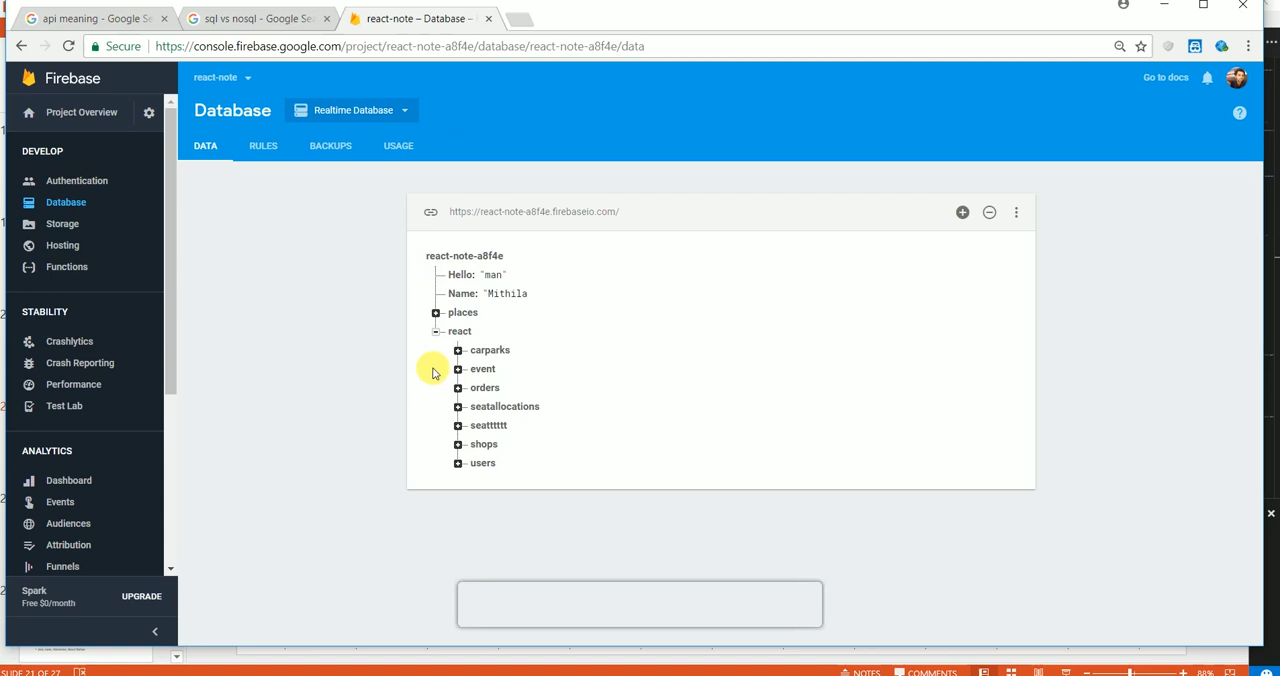 api meaning - Google Se
sql vs nosql - Google Sea
react-note – Database –
Secure
https://console.firebase.google.com/project/react-note-a8f4e/database/react-note-a8f4e/data
Firebase
react-note
Go to docs
Project Overview
Database
Realtime Database
DATA
RULES
BACKUPS
USAGE
DEVELOP
Authentication
Database
Storage
Hosting
Functions
STABILITY
Crashlytics
Crash Reporting
Performance
Test Lab
ANALYTICS
Dashboard
Events
Audiences
Attribution
Funnels
Spark
Free $0/month
UPGRADE
https://react-note-a8f4e.firebaseio.com/
react-note-a8f4e
Hello: "man"
Name: "Mithila
places
react
carparks
event
orders
seatallocations
seatttttt
shops
users
SLIDE 21 OF 27
NOTES
COMMENTS
88%